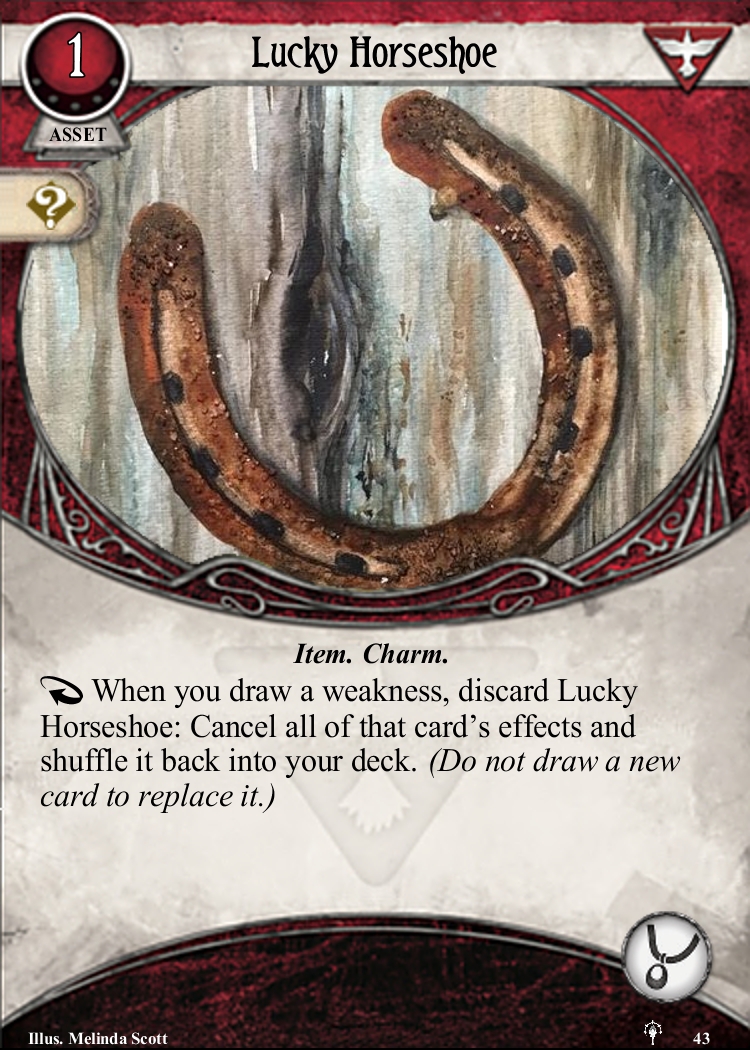 1
Lucky Horseshoe
ASSET
?
Item. Charm.
When you draw a weakness, discard Lucky
Horseshoe: Cancel all of that card’s effects and
shuffle it back into your deck. (Do not draw a new
card to replace it.)
Illus. Melinda Scott
43